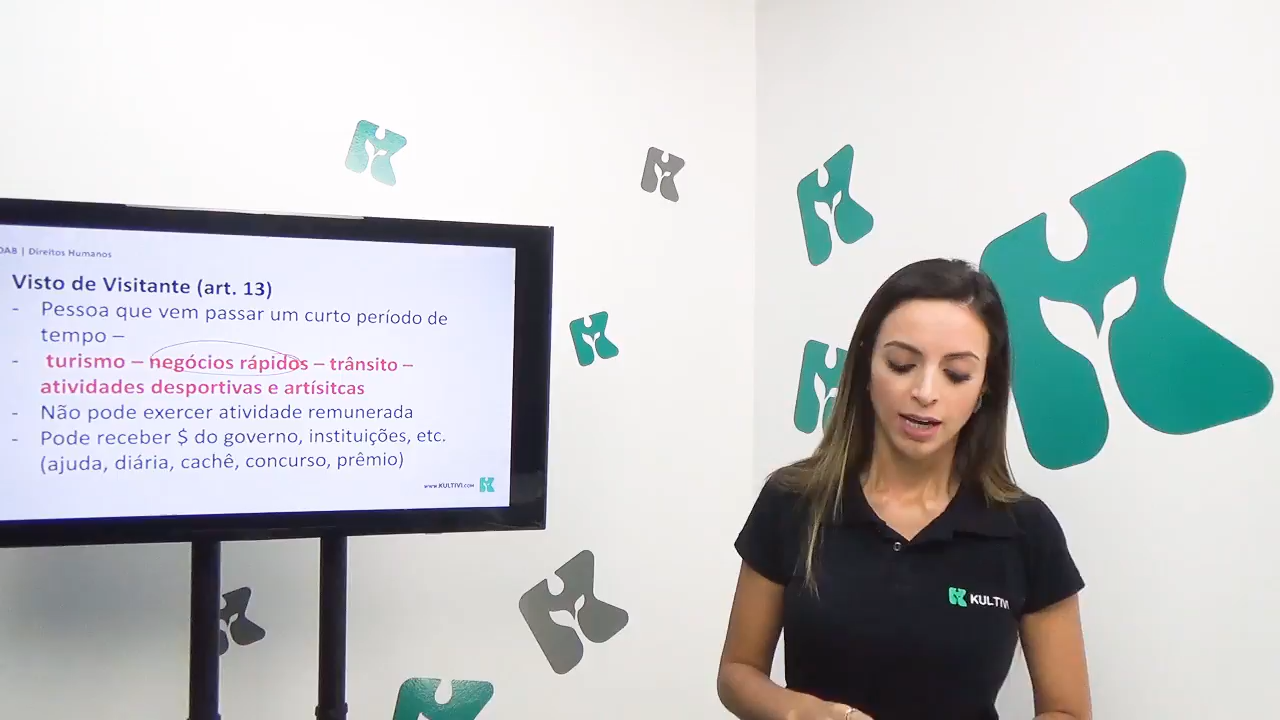 OAB | Direitos Humanos
Visto de Visitante (art. 13)
- Pessoa que vem passar um curto período de
tempo –
- turismo – negócios rápidos – trânsito –
atividades desportivas e artísitcas
- Não pode exercer atividade remunerada
- Pode receber $ do governo, instituições, etc.
(ajuda, diária, cachê, concurso, prêmio)
www.KULTIVI.COM
KULTIVI